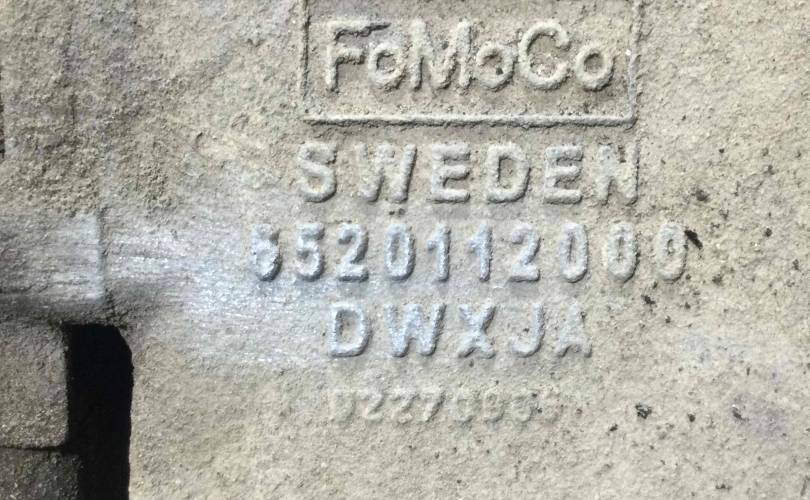 FoMoCo
SWEDEN
6520112000
DWXJA